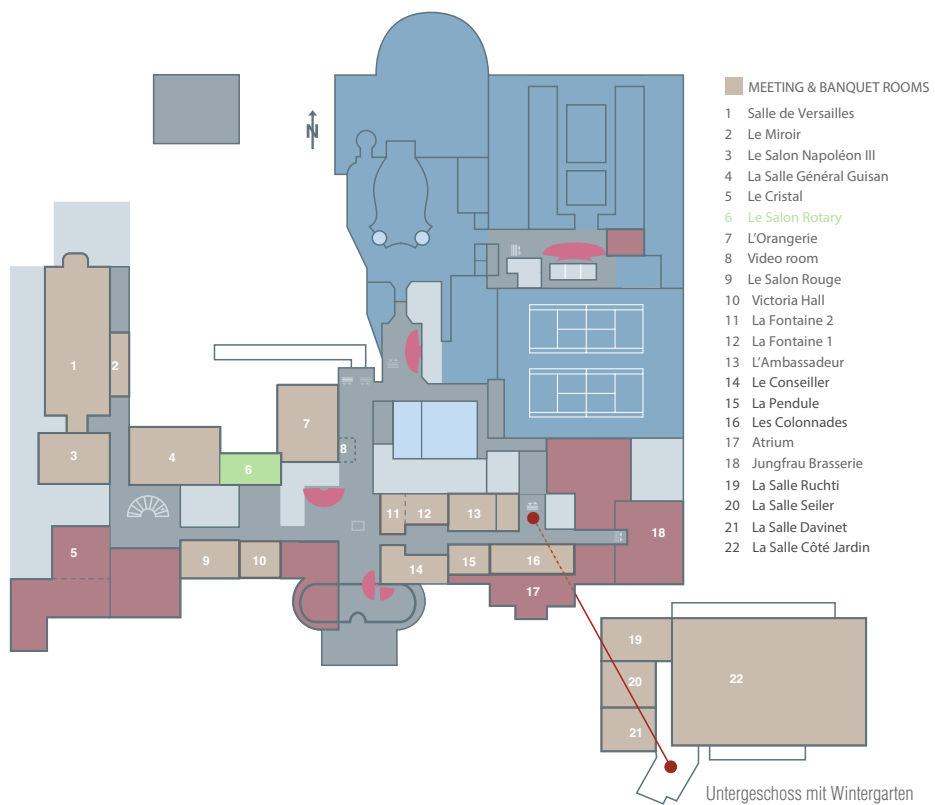 N
MEETING & BANQUET ROOMS
1 Salle de Versailles
2 Le Miroir
3 Le Salon Napoléon III
4 La Salle Général Guisan
5 Le Cristal
6 Le Salon Rotary
7 L'Orangerie
8 Video room
9 Le Salon Rouge
10 Victoria Hall
11 La Fontaine 2
12 La Fontaine 1
13 L'Ambassadeur
14 Le Conseiller
15 La Pendule
16 Les Colonnades
17 Atrium
18 Jungfrau Brasserie
19 La Salle Ruchti
20 La Salle Seiler
21 La Salle Davinet
22 La Salle Côté Jardin
1
2
3
4
6
7
8
5
9
10
11
12
13
14
15
16
17
18
19
20
21
22
Untergeschoss mit Wintergarten